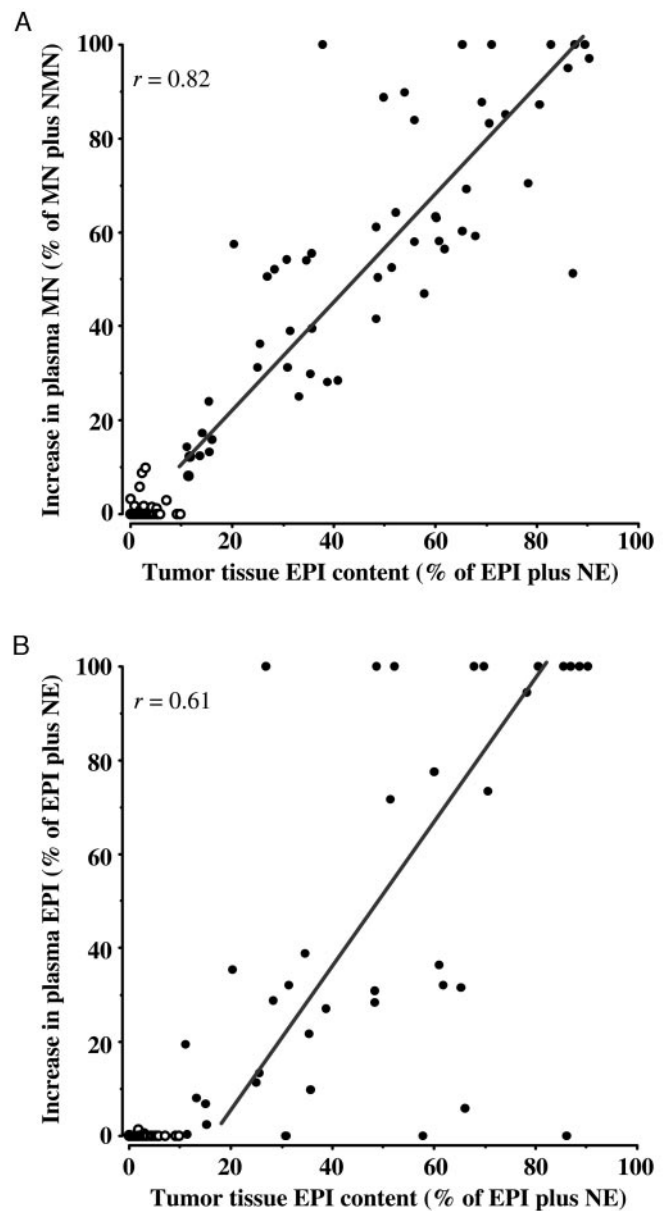 A
r = 0.82
Increase in plasma MN (% of MN plus NMN)
100
80
60
40
20
0
0 20 40 60 80 100
Tumor tissue EPI content (% of EPI plus NE)
B
r = 0.61
Increase in plasma EPI (% of EPI plus NE)
100
80
60
40
20
0
0 20 40 60 80 100
Tumor tissue EPI content (% of EPI plus NE)